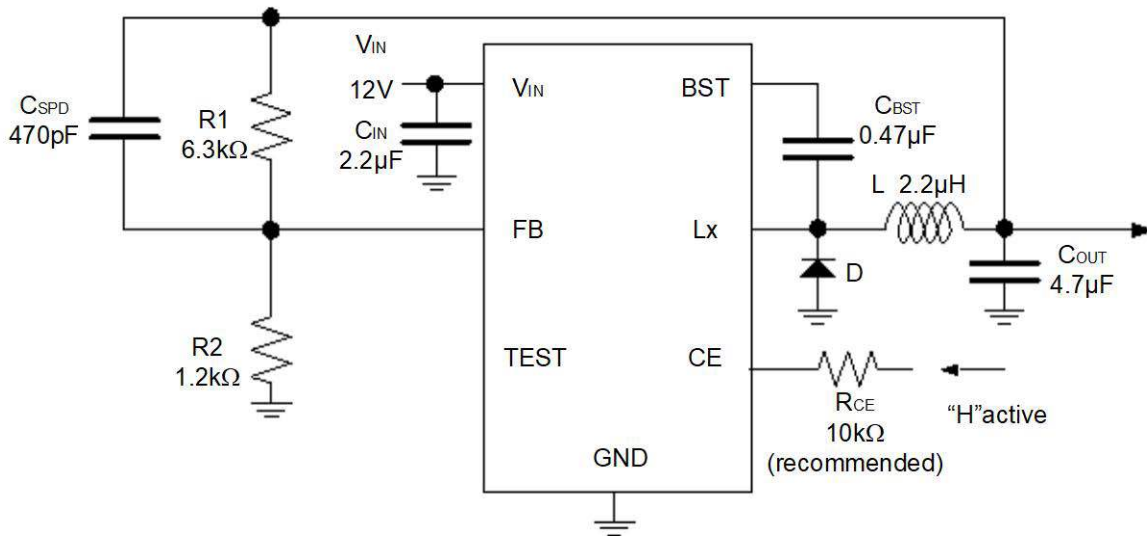 VIN
12V
CSPD
470pF
R1
6.3kΩ
CIN
2.2µF
VIN
BST
CBST
0.47µF
L 2.2µH
FB
Lx
D
COUT
4.7µF
R2
1.2kΩ
TEST
CE
RCE
10kΩ
(recommended)
“H”active
GND